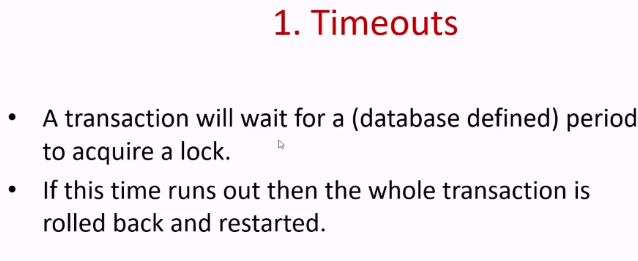 1. Timeouts
• A transaction will wait for a (database defined) period
to acquire a lock.
• If this time runs out then the whole transaction is
rolled back and restarted.